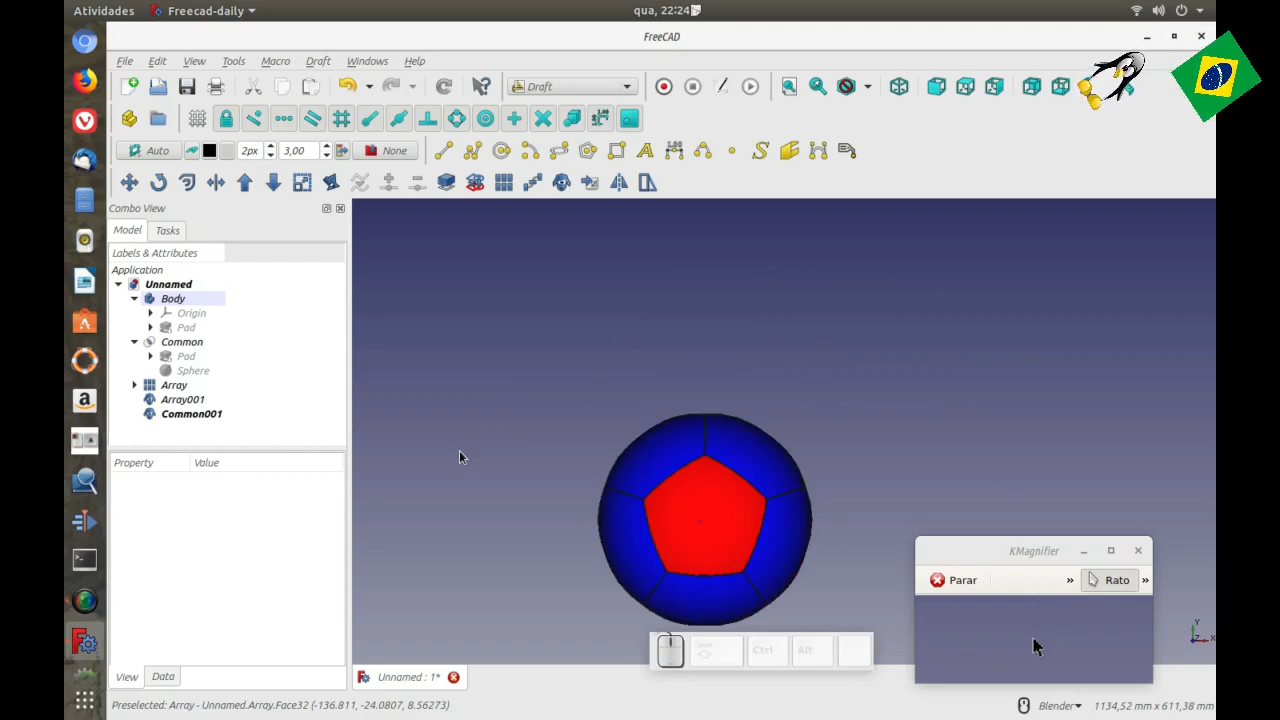 Atividades Freecad-daily qua, 22:24
FreeCAD
File Edit View Tools Macro Draft Windows Help
Draft
Auto 2px 3,00 None
Combo View
Model Tasks
Labels & Attributes
Application
Unnamed
Body
Origin
Pad
Common
Pad
Sphere
Array
Array001
Common001
Property Value
View Data
Unnamed : 1*
KMagnifier
Parar » Rato »
Ctrl Alt
Y
Z X
Preselected: Array - Unnamed.Array.Face32 (-136.811, -24.0807, 8.56273) Blender 1134,52 mm x 611,38 mm